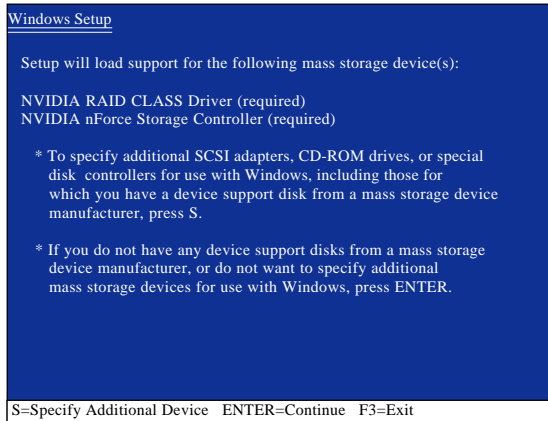 Windows Setup
Setup will load support for the following mass storage device(s):
NVIDIA RAID CLASS Driver (required)
NVIDIA nForce Storage Controller (required)
* To specify additional SCSI adapters, CD-ROM drives, or special
disk controllers for use with Windows, including those for
which you have a device support disk from a mass storage device
manufacturer, press S.
* If you do not have any device support disks from a mass storage
device manufacturer, or do not want to specify additional
mass storage devices for use with Windows, press ENTER.
S=Specify Additional Device ENTER=Continue F3=Exit